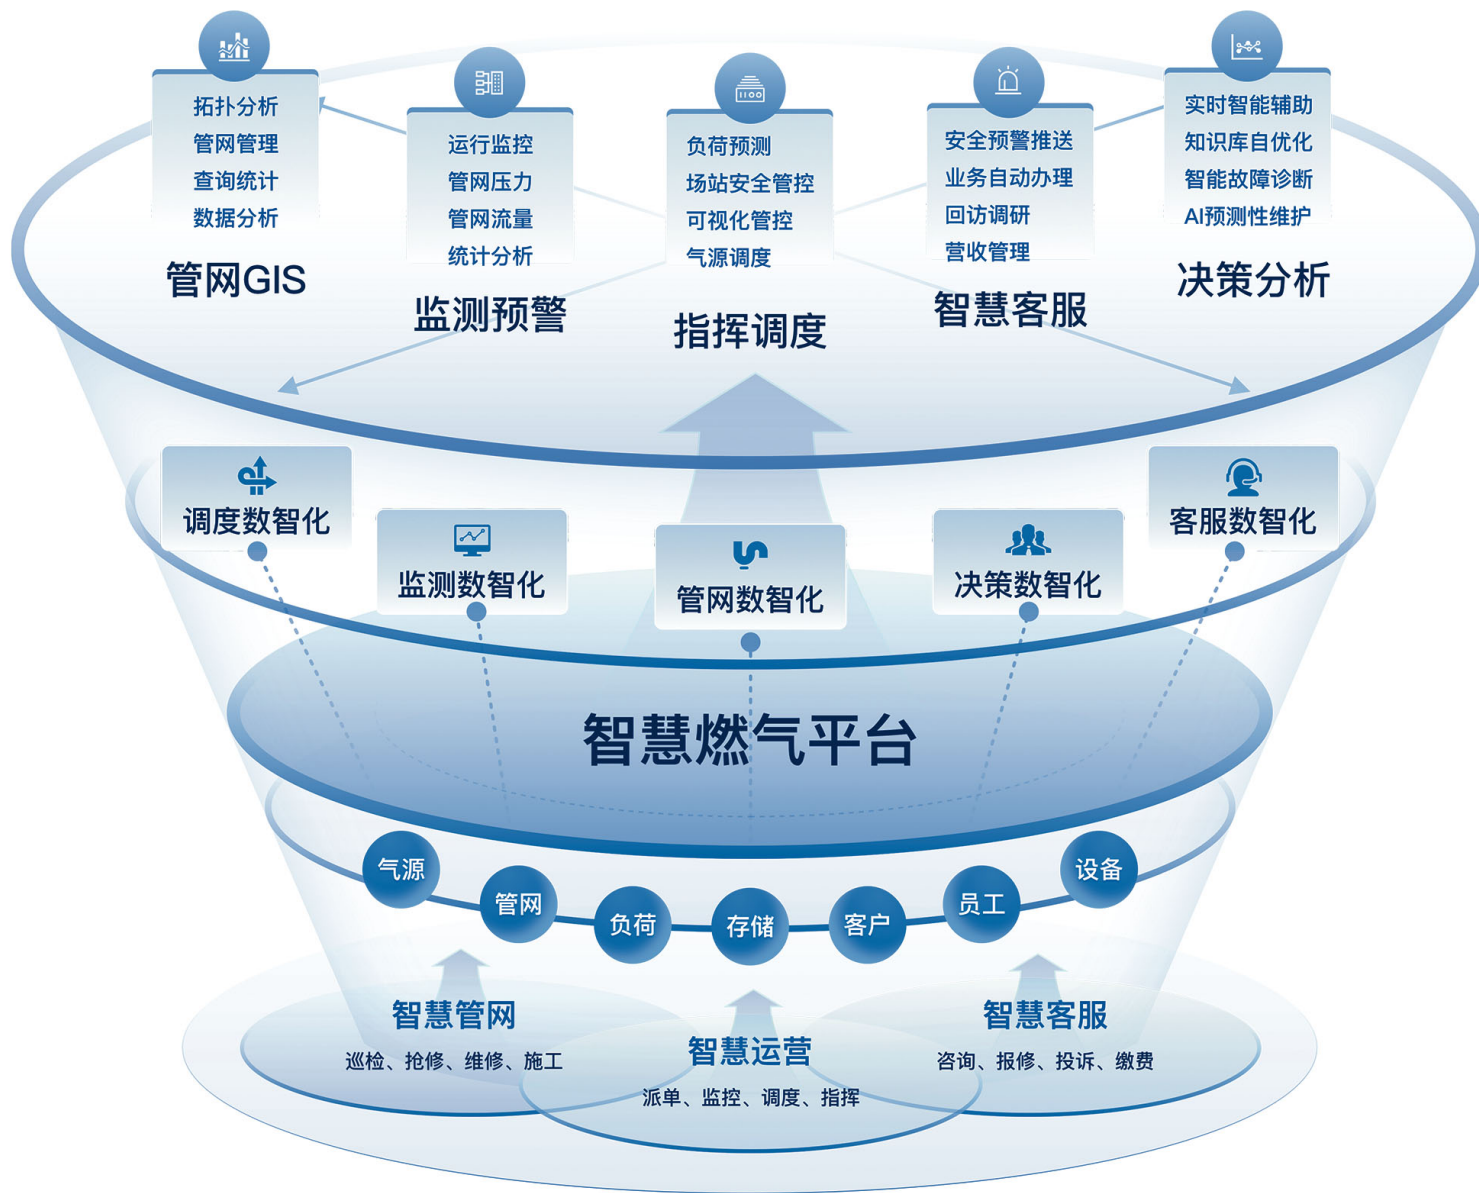 拓扑分析
管网管理
查询统计
数据分析
管网GIS
运行监控
管网压力
管网流量
统计分析
监测预警
负荷预测
场站安全管控
可视化管控
气源调度
指挥调度
安全预警推送
业务自动办理
回访调研
营收管理
智慧客服
实时智能辅助
知识库自优化
智能故障诊断
AI预测性维护
决策分析
调度数智化
监测数智化
管网数智化
决策数智化
客服数智化
智慧燃气平台
气源
管网
负荷
存储
客户
员工
设备
智慧管网
巡检、抢修、维修、施工
智慧运营
派单、监控、调度、指挥
智慧客服
咨询、报修、投诉、缴费